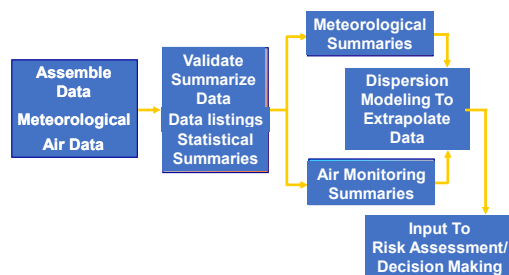 Assemble
Data
Meteorological
Air Data
Validate
Summarize
Data
Data listings
Statistical
Summaries
Meteorological
Summaries
Air Monitoring
Summaries
Dispersion
Modeling To
Extrapolate
Data
Input To
Risk Assessment/
Decision Making